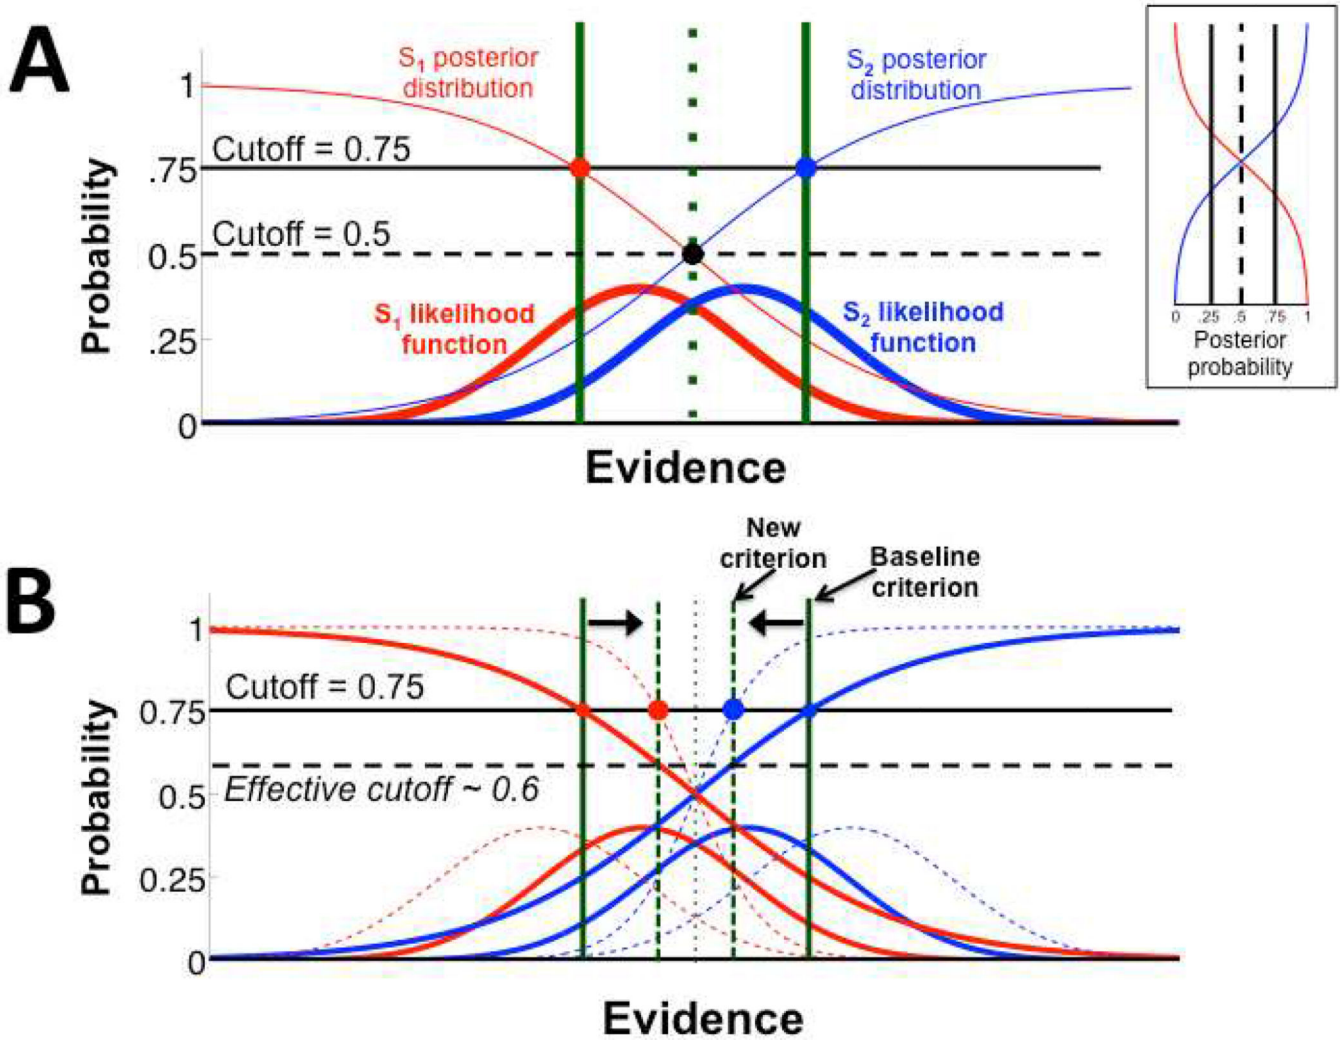 A
S1 posterior
distribution
S2 posterior
distribution
1
Cutoff = 0.75
.75
Cutoff = 0.5
0.5
S1 likelihood
function
S2 likelihood
function
.25
0
Probability
Evidence
0 .25 .5 .75 1
Posterior
probability
B
New
criterion
Baseline
criterion
1
Cutoff = 0.75
0.75
Effective cutoff ~ 0.6
0.5
0.25
0
Probability
Evidence